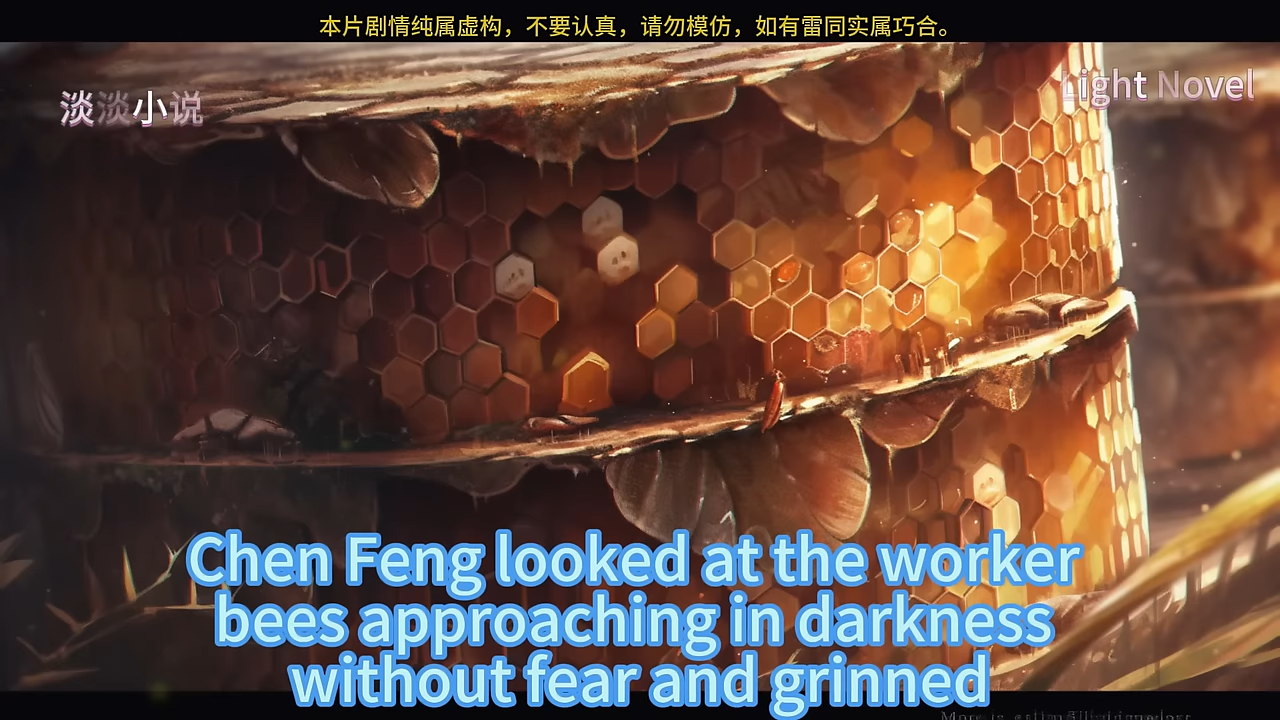 本片剧情纯属虚构，不要认真，请勿模仿，如有雷同实属巧合。
淡淡小说
Light Novel
Chen Feng looked at the worker
bees approaching in darkness
without fear and grinned